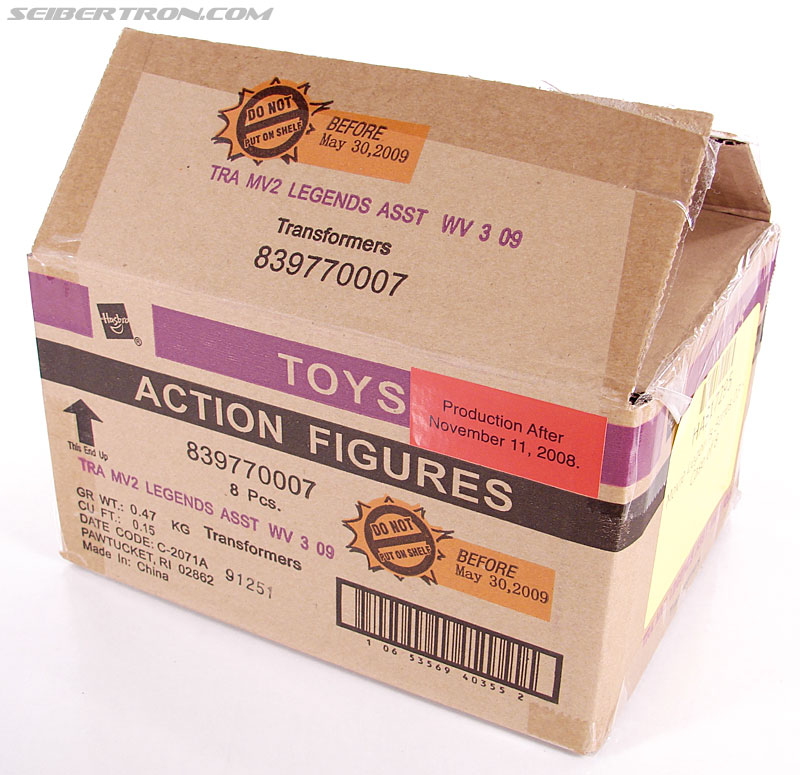 SEIBERTRON.COM
DO NOT
PUT ON SHELF
BEFORE
May 30,2009
TRA MV2 LEGENDS ASST WV 3 09
Transformers
839770007
Hasbro
®
TOYS
ACTION FIGURES
Production After
November 11, 2008.
This End Up
839770007
8 Pcs.
TRA MV2 LEGENDS ASST WV 3 09
GR WT.: 0.47 KG Transformers
CU FT.: 0.15
DATE CODE: C-2071A
PAWTUCKET, RI 02862 91251
Made In: China
DO NOT
PUT ON SHELF
BEFORE
May 30,2009
1 06 53569 40355 2